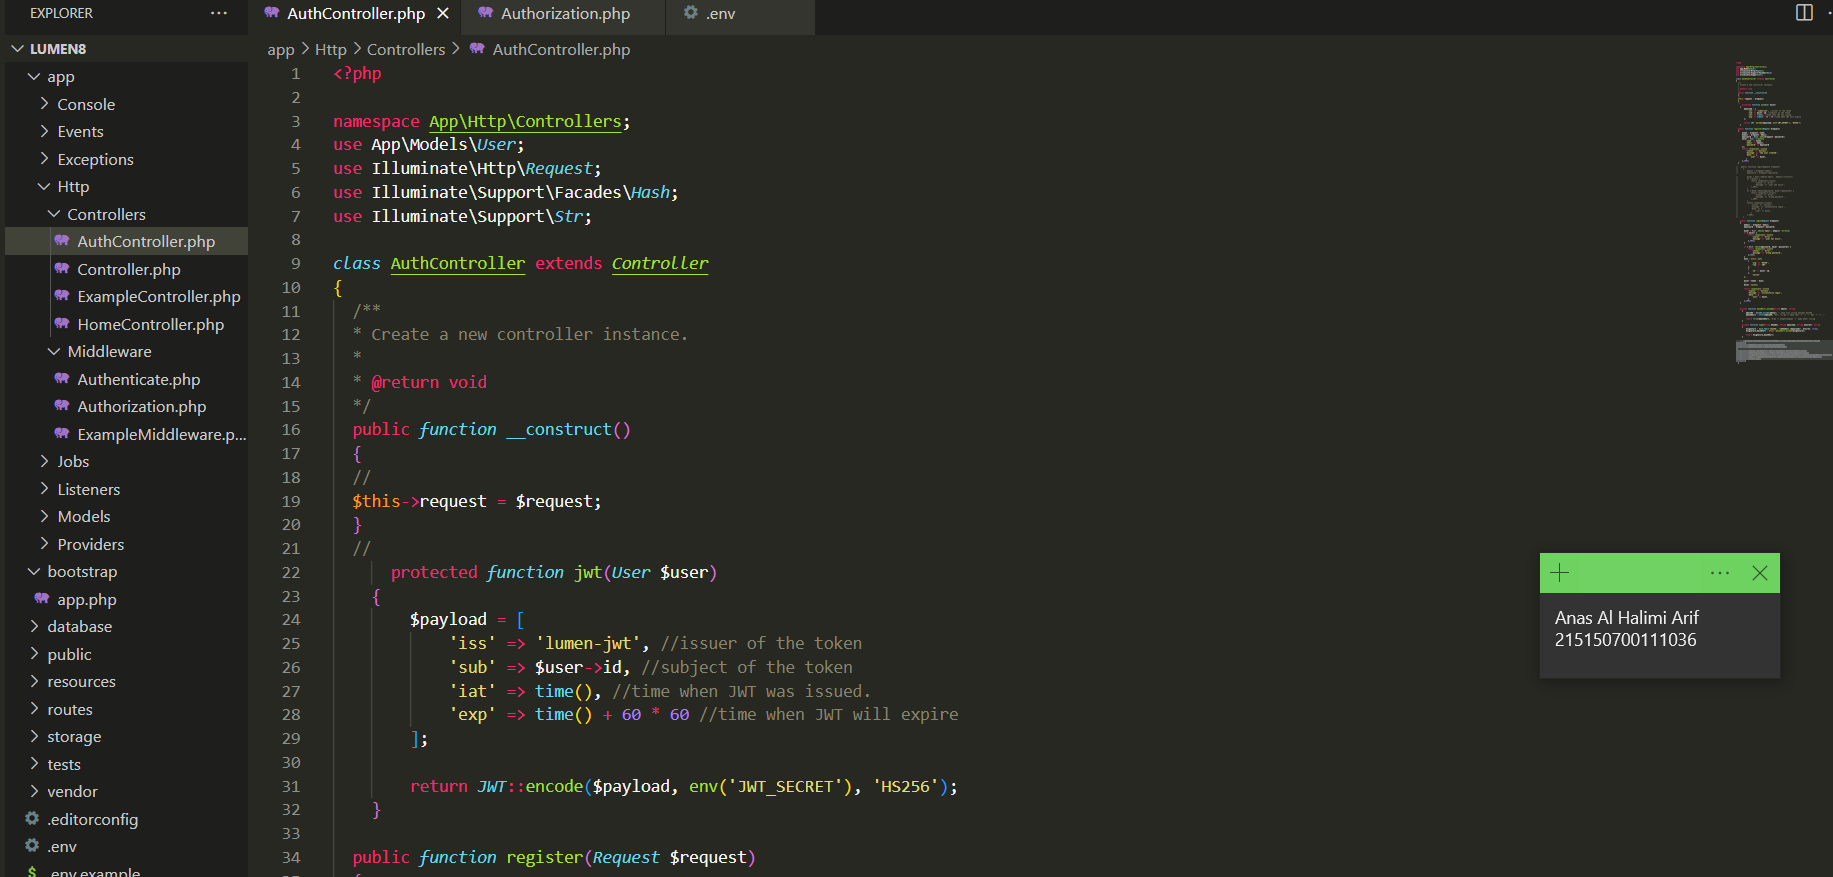 EXPLORER
LUMEN8
app
Console
Events
Exceptions
Http
Controllers
AuthController.php
Controller.php
ExampleController.php
HomeController.php
Middleware
Authenticate.php
Authorization.php
ExampleMiddleware.p...
Jobs
Listeners
Models
Providers
bootstrap
app.php
database
public
resources
routes
storage
tests
vendor
.editorconfig
.env
.env.example
AuthController.php
Authorization.php
.env
app > Http > Controllers > AuthController.php
1 <?php
2
3 namespace App\Http\Controllers;
4 use App\Models\User;
5 use Illuminate\Http\Request;
6 use Illuminate\Support\Facades\Hash;
7 use Illuminate\Support\Str;
8
9 class AuthController extends Controller
10 {
11 /**
12 * Create a new controller instance.
13 *
14 * @return void
15 */
16 public function __construct()
17 {
18 //
19 $this->request = $request;
20 }
21 //
22 protected function jwt(User $user)
23 {
24 $payload = [
25 'iss' => 'lumen-jwt', //issuer of the token
26 'sub' => $user->id, //subject of the token
27 'iat' => time(), //time when JWT was issued.
28 'exp' => time() + 60 * 60 //time when JWT will expire
29 ];
30
31 return JWT::encode($payload, env('JWT_SECRET'), 'HS256');
32 }
33
34 public function register(Request $request)
Anas Al Halimi Arif
215150700111036